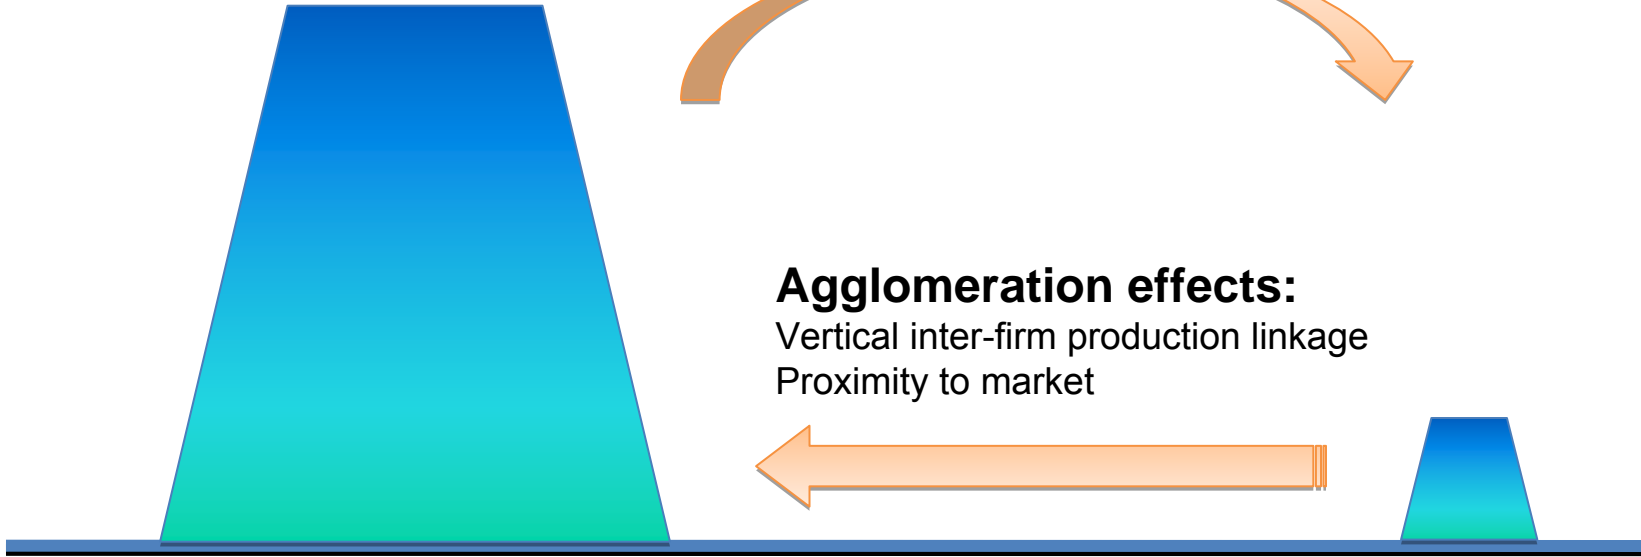 Agglomeration effects:
Vertical inter-firm production linkage
Proximity to market